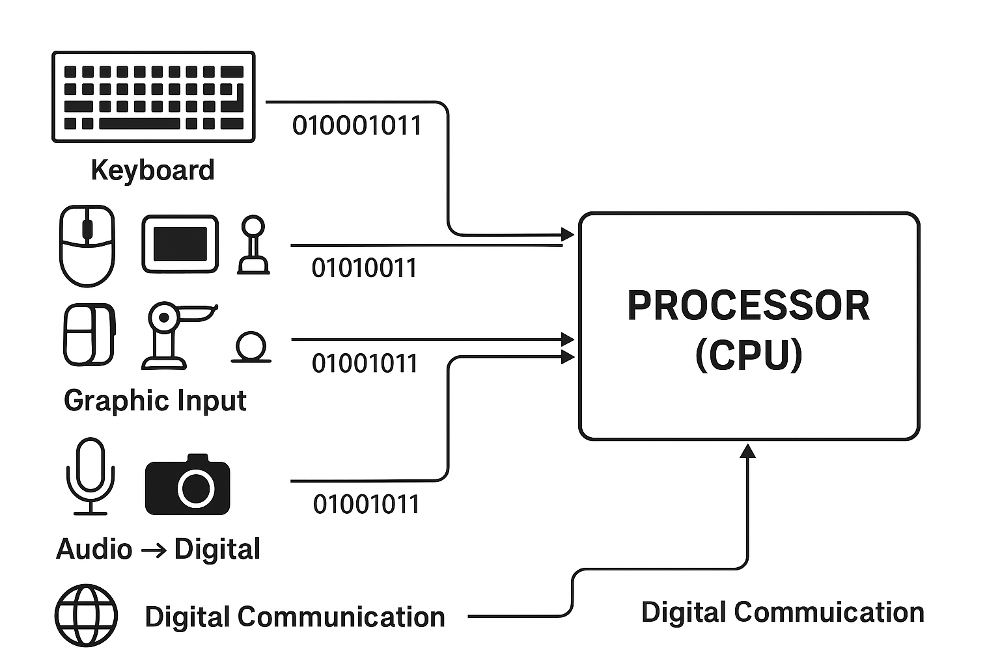 010001011
Keyboard
01010011
PROCESSOR
(CPU)
01001011
Graphic Input
01001011
Audio → Digital
Digital Communication
Digital Commuication